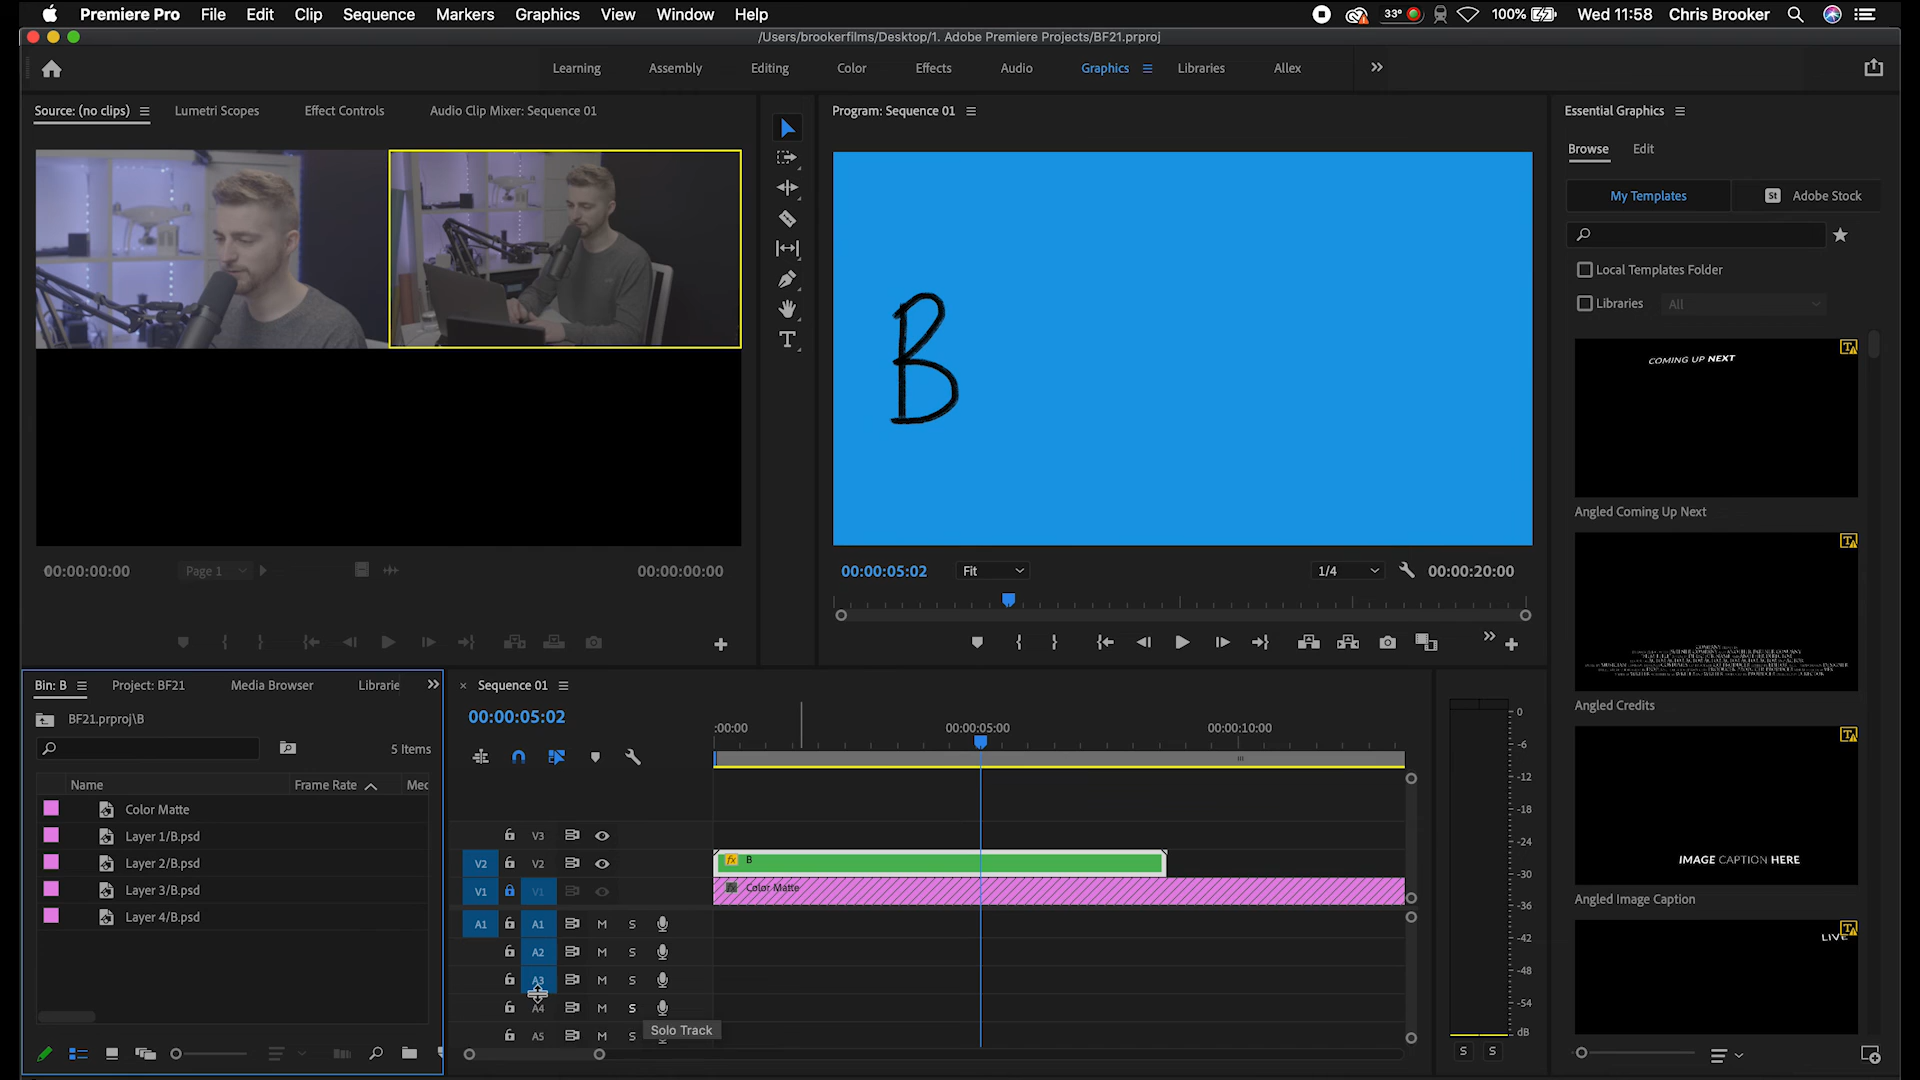 Premiere Pro File Edit Clip Sequence Markers Graphics View Window Help 33° 100% Wed 11:58 Chris Brooker
/Users/brookerfilms/Desktop/1. Adobe Premiere Projects/BF21.prproj
Learning Assembly Editing Color Effects Audio Graphics Libraries Allex
Source: (no clips) Lumetri Scopes Effect Controls Audio Clip Mixer: Sequence 01
Program: Sequence 01
Essential Graphics
Browse Edit
My Templates St Adobe Stock
Local Templates Folder
Libraries All
B
COMING UP NEXT
Angled Coming Up Next
Angled Credits
IMAGE CAPTION HERE
Angled Image Caption
LIVE
00:00:00:00 Page 1 00:00:00:00
00:00:05:02 Fit 1/4 00:00:20:00
Bin: B Project: BF21 Media Browser Librarie
BF21.prproj\B
5 Items
Name Frame Rate Mec
Color Matte
Layer 1/B.psd
Layer 2/B.psd
Layer 3/B.psd
Layer 4/B.psd
Sequence 01
00:00:05:02
:00:00 00:00:05:00 00:00:10:00
V3
V2 V2 fx B
V1 V1 fx Color Matte
A1 A1 M S
A2 M S
A3 M S
A4 M S
Solo Track
A5 M S
0
-6
-12
-18
-24
-30
-36
-42
-48
-54
dB
S S